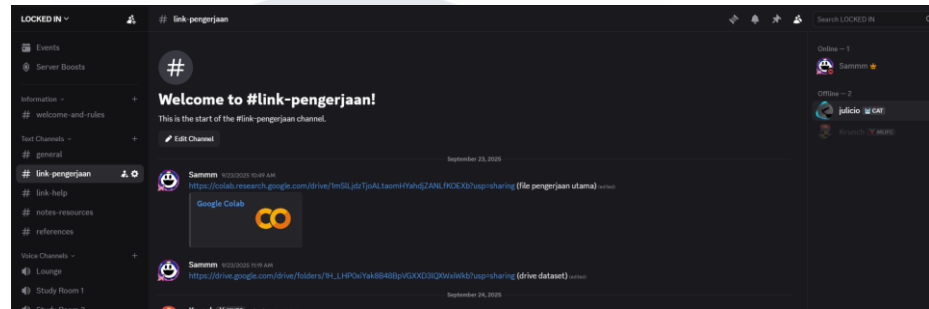 LOCKED IN
# link-pengerjaan
Search LOCKED IN
Events
Server Boosts
Information
# welcome-and-rules
Text Channels
# general
# link-pengerjaan
# link-help
# notes-resources
# references
Voice Channels
Lounge
Study Room 1
#
Welcome to #link-pengerjaan!
This is the start of the #link-pengerjaan channel.
Edit Channel
September 23, 2025
Sammm 9/23/2025 10:49 AM
(file pengerjaan utama) (edited)
Google Colab
Sammm 9/23/2025 11:19 AM
(drive dataset) (edited)
September 24, 2025
Online — 1
Sammm
Offline — 2
julicio CAT
Krunch MUFC